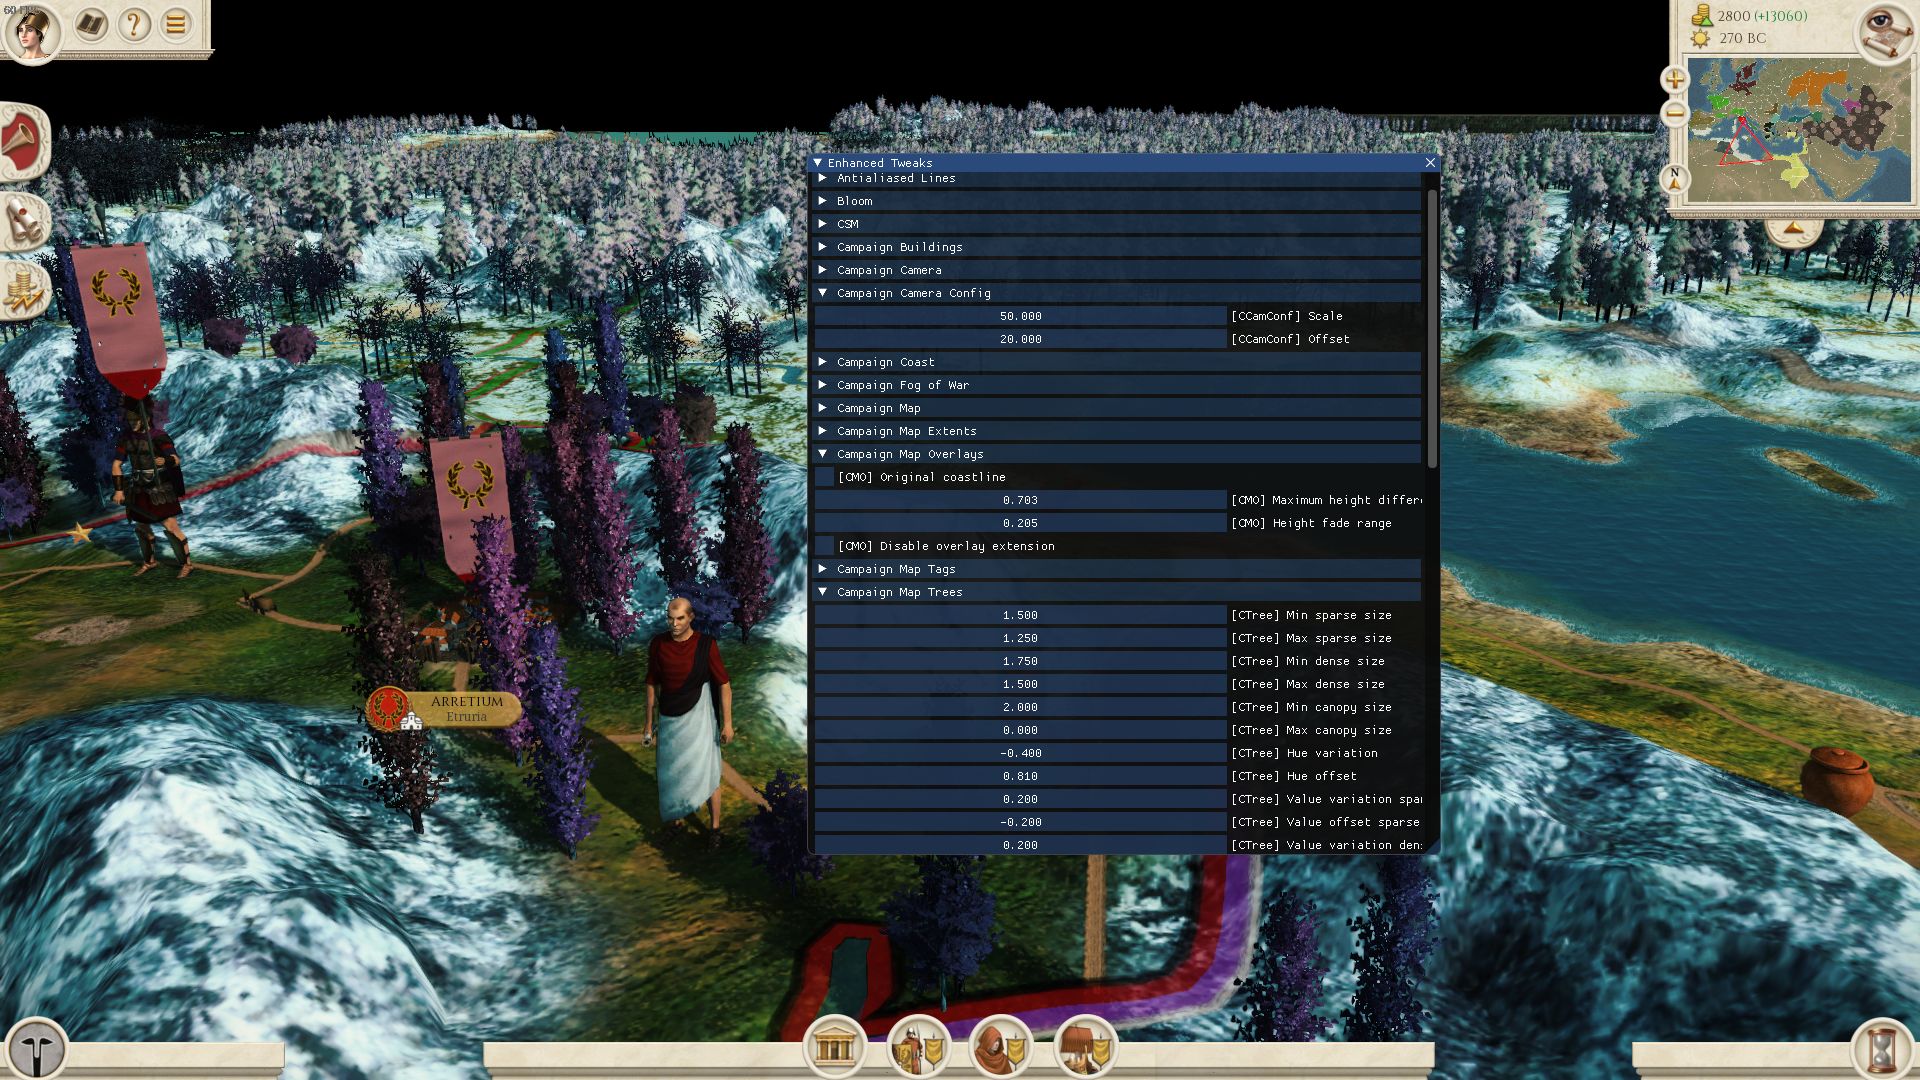 2800 (+13060)
270 BC
N
Enhanced Tweaks
Antialiased Lines
Bloom
CSM
Campaign Buildings
Campaign Camera
Campaign Camera Config
50.000 [CCamConf] Scale
20.000 [CCamConf] Offset
Campaign Coast
Campaign Fog of War
Campaign Map
Campaign Map Extents
Campaign Map Overlays
[CMO] Original coastline
0.703 [CMO] Maximum height differ
0.205 [CMO] Height fade range
[CMO] Disable overlay extension
Campaign Map Tags
Campaign Map Trees
1.500 [CTree] Min sparse size
1.250 [CTree] Max sparse size
1.750 [CTree] Min dense size
1.500 [CTree] Max dense size
2.000 [CTree] Min canopy size
0.000 [CTree] Max canopy size
-0.400 [CTree] Hue variation
0.810 [CTree] Hue offset
0.200 [CTree] Value variation spa
-0.200 [CTree] Value offset sparse
0.200 [CTree] Value variation den
ARRETIUM
Etruria